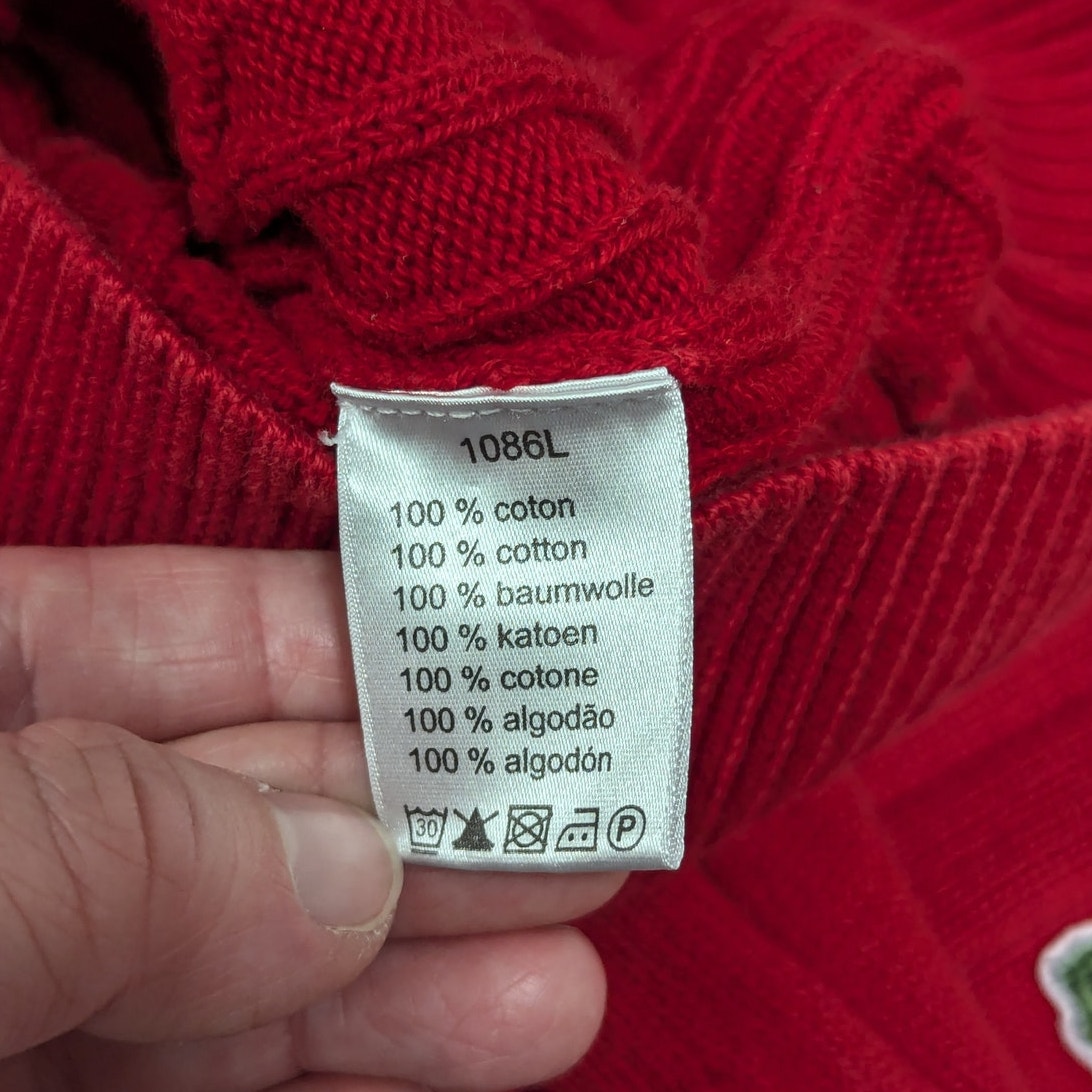 1086L
100 % coton
100 % cotton
100 % baumwolle
100 % katoen
100 % cotone
100 % algodão
100 % algodón
30 P